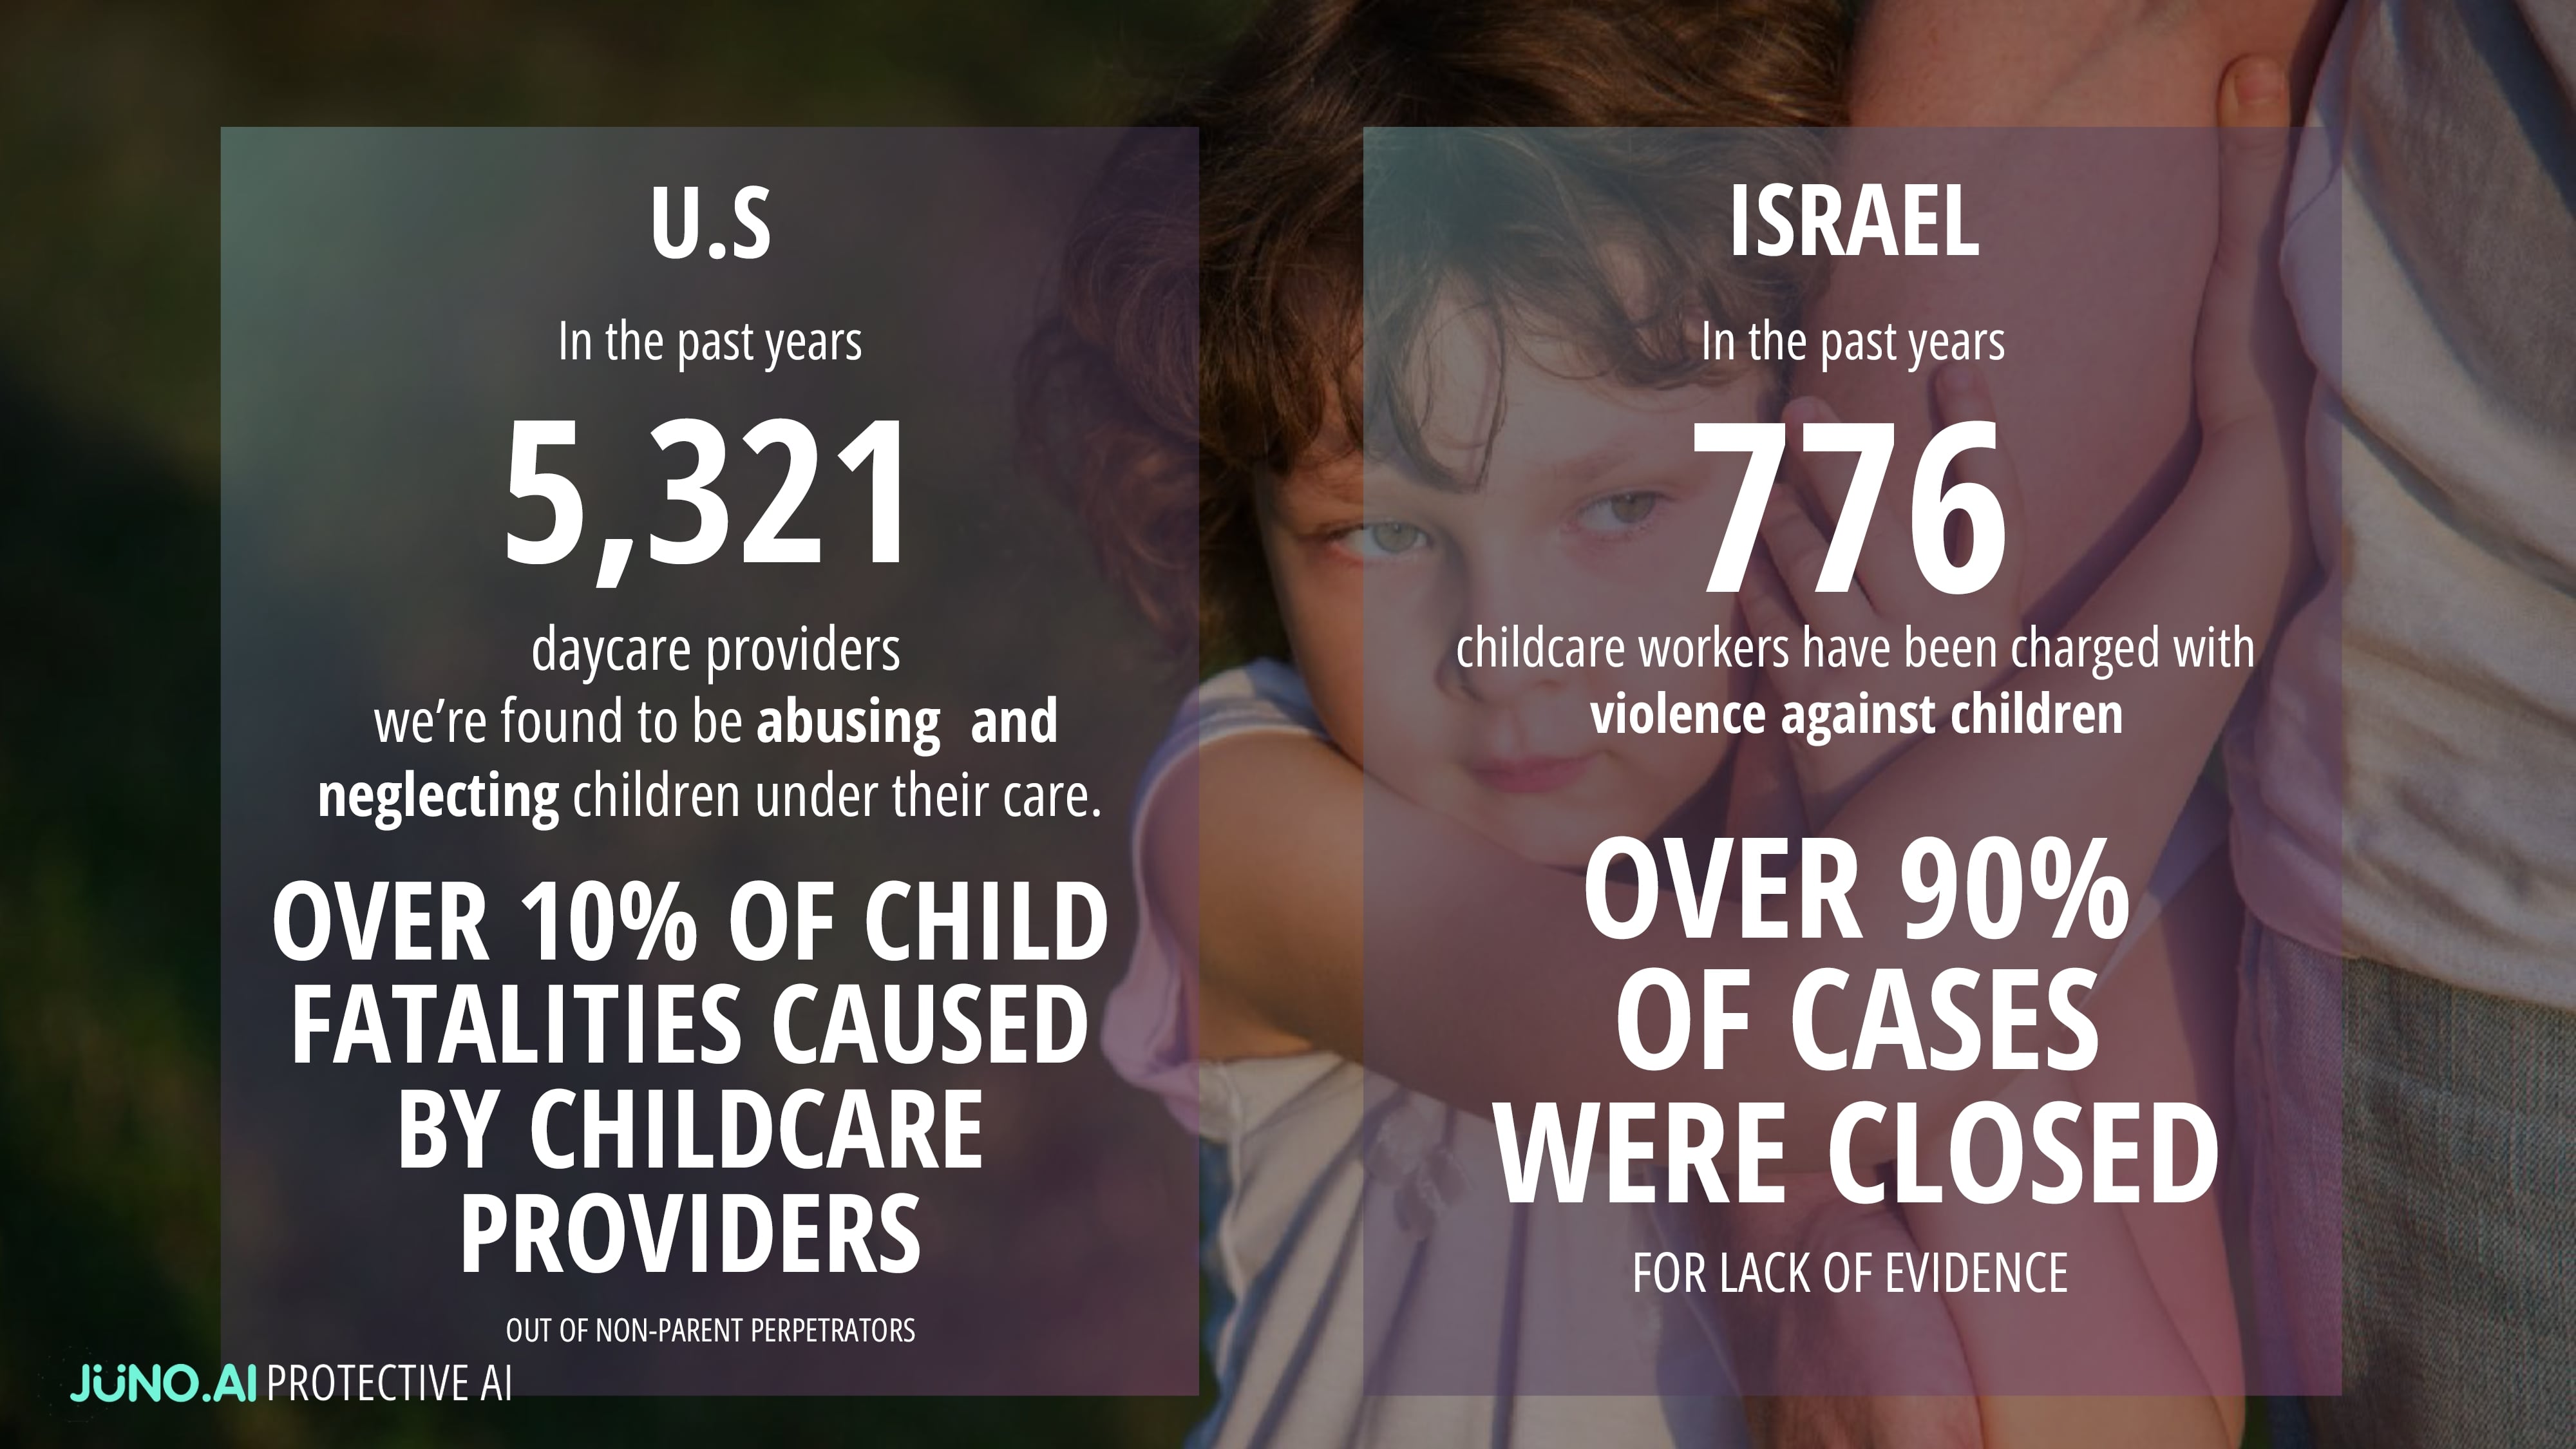 U.S
In the past years
5,321
daycare providers
we’re found to be abusing  and
neglecting children under their care.
OVER 10% OF CHILD
FATALITIES CAUSED
BY CHILDCARE
PROVIDERS
OUT OF NON-PARENT PERPETRATORS
ISRAEL
In the past years
776
childcare workers have been charged with
violence against children
OVER 90%
OF CASES
WERE CLOSED
FOR LACK OF EVIDENCE
JUNO.AI PROTECTIVE AI